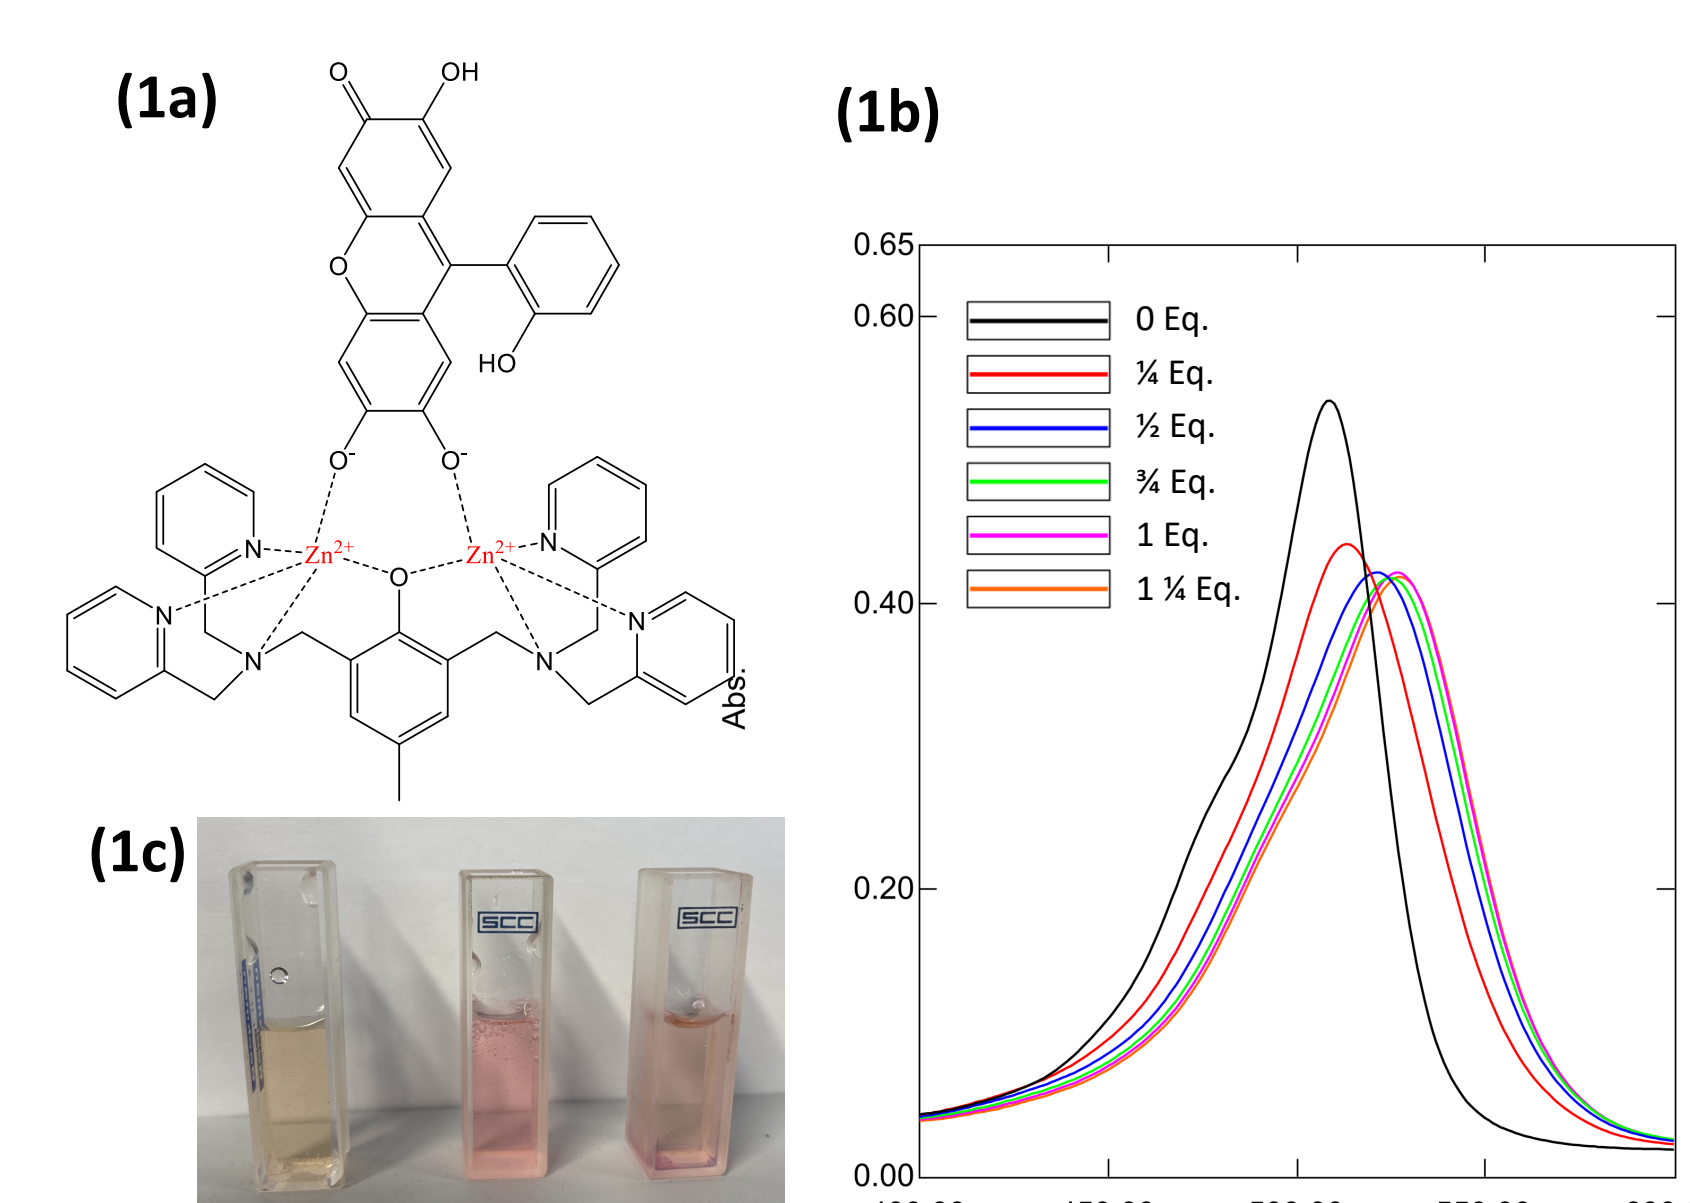 (1a)
O
OH
O
HO
O-
O-
N
Zn2+
Zn2+
N
N
O
N
N
N
(1b)
0.65
0.60
0.40
0.20
0.00
Abs.
0 Eq.
¼ Eq.
½ Eq.
¾ Eq.
1 Eq.
1 ¼ Eq.
(1c)
SCC
SCC